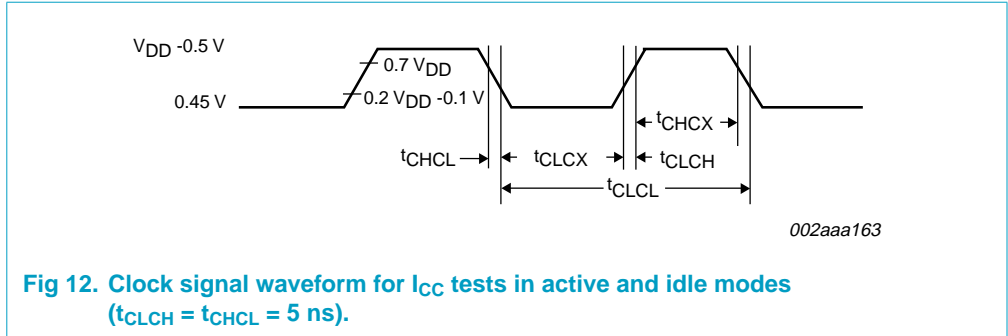 VDD -0.5 V
0.7 VDD
0.45 V
0.2 VDD -0.1 V
tCHCX
tCHCL
tCLCX
tCLCH
tCLCL
002aaa163
Fig 12. Clock signal waveform for ICC tests in active and idle modes
(tCLCH = tCHCL = 5 ns).